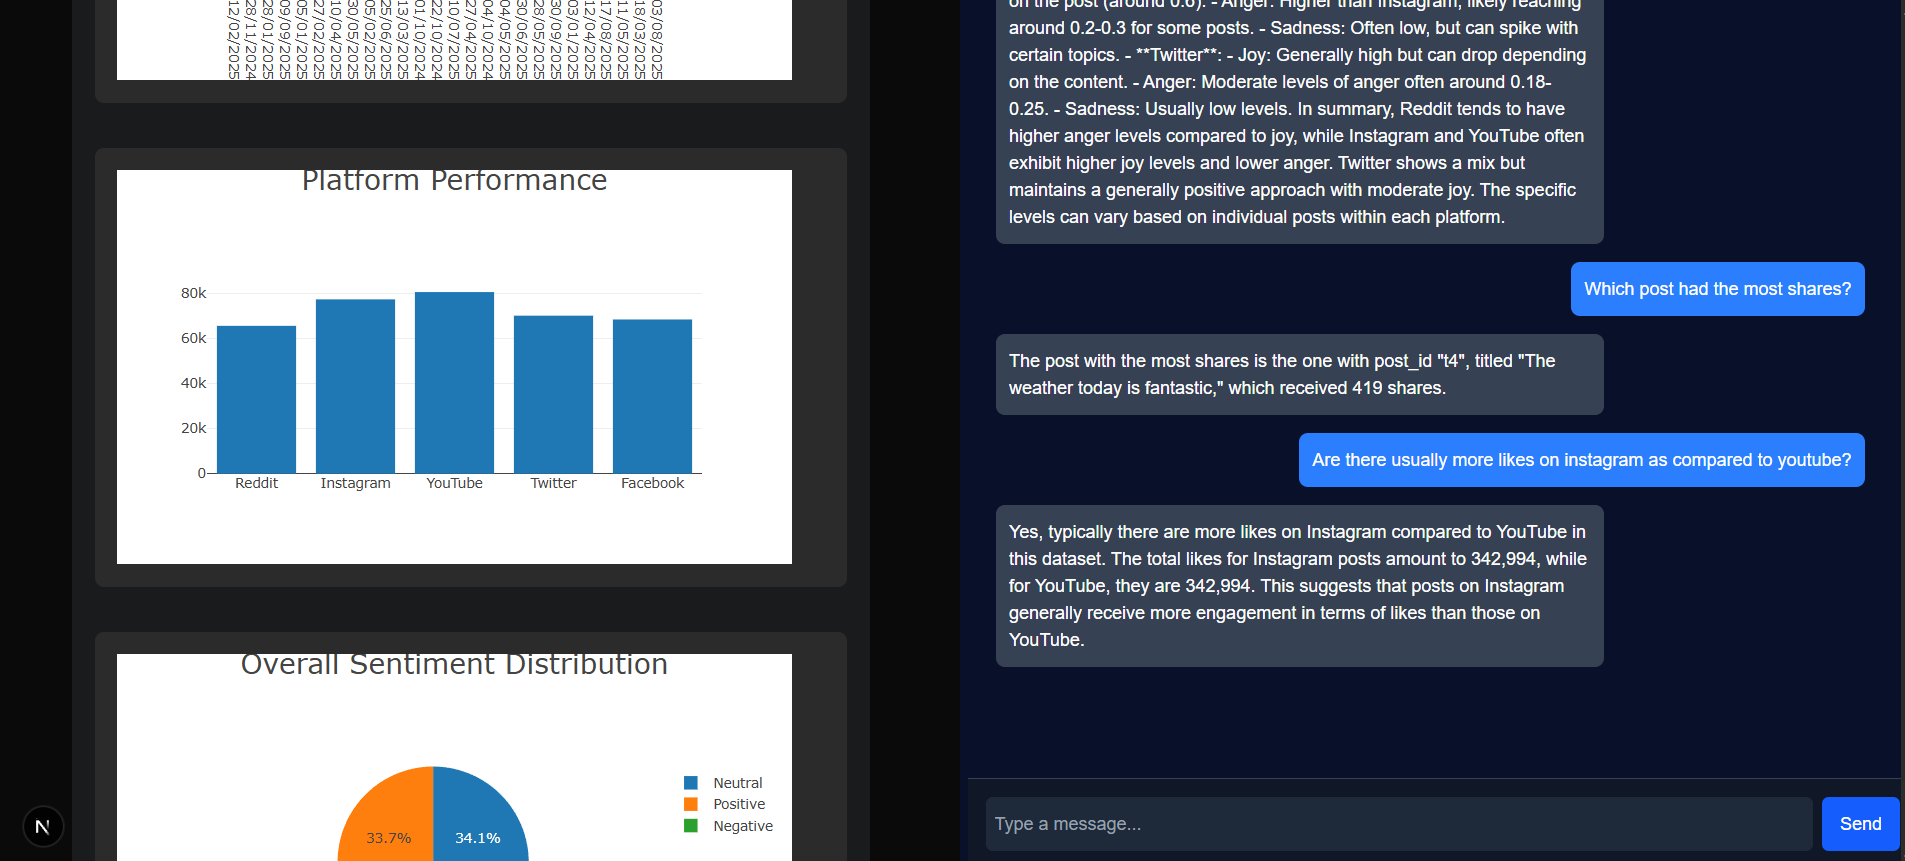 12/02/2025
28/11/2024
28/01/2025
09/09/2025
05/01/2025
27/02/2025
10/04/2025
30/05/2025
05/02/2025
25/06/2025
13/03/2025
01/10/2024
22/10/2024
10/07/2025
27/04/2025
04/10/2024
04/05/2025
30/06/2025
28/05/2025
30/09/2025
03/01/2025
12/04/2025
17/08/2025
11/05/2025
18/03/2025
03/08/2025
Platform Performance
80k
60k
40k
20k
0
Reddit Instagram YouTube Twitter Facebook
Overall Sentiment Distribution
Neutral
Positive
Negative
33.7% 34.1%
N
on the post (around 0.6). - Anger: Higher than Instagram, likely reaching
around 0.2-0.3 for some posts. - Sadness: Often low, but can spike with
certain topics. - **Twitter**: - Joy: Generally high but can drop depending
on the content. - Anger: Moderate levels of anger often around 0.18-
0.25. - Sadness: Usually low levels. In summary, Reddit tends to have
higher anger levels compared to joy, while Instagram and YouTube often
exhibit higher joy levels and lower anger. Twitter shows a mix but
maintains a generally positive approach with moderate joy. The specific
levels can vary based on individual posts within each platform.
Which post had the most shares?
The post with the most shares is the one with post_id "t4", titled "The
weather today is fantastic," which received 419 shares.
Are there usually more likes on instagram as compared to youtube?
Yes, typically there are more likes on Instagram compared to YouTube in
this dataset. The total likes for Instagram posts amount to 342,994, while
for YouTube, they are 342,994. This suggests that posts on Instagram
generally receive more engagement in terms of likes than those on
YouTube.
Type a message...
Send